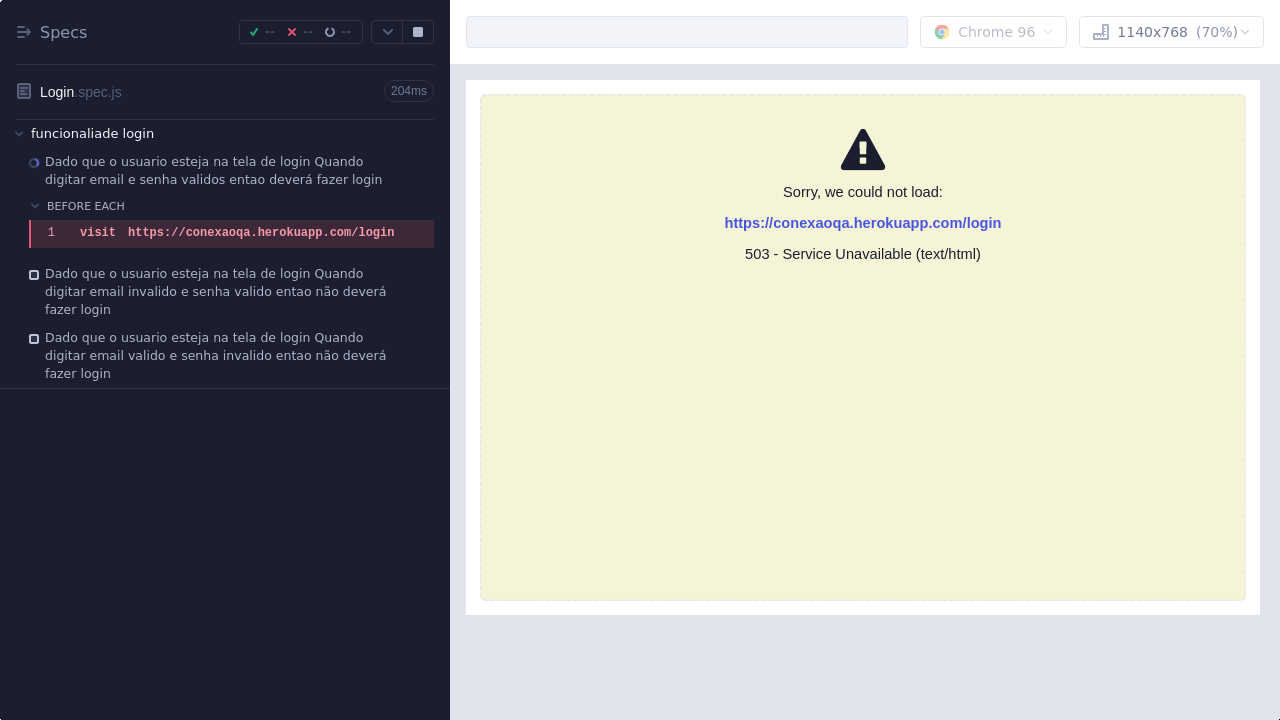 Specs
-- -- --
Login.spec.js
204ms
funcionaliade login
Dado que o usuario esteja na tela de login Quando
digitar email e senha validos entao deverá fazer login
BEFORE EACH
1 visit https://conexaoqa.herokuapp.com/login
Dado que o usuario esteja na tela de login Quando
digitar email invalido e senha valido entao não deverá
fazer login
Dado que o usuario esteja na tela de login Quando
digitar email valido e senha invalido entao não deverá
fazer login
Chrome 96
1140x768 (70%)
Sorry, we could not load:
https://conexaoqa.herokuapp.com/login
503 - Service Unavailable (text/html)